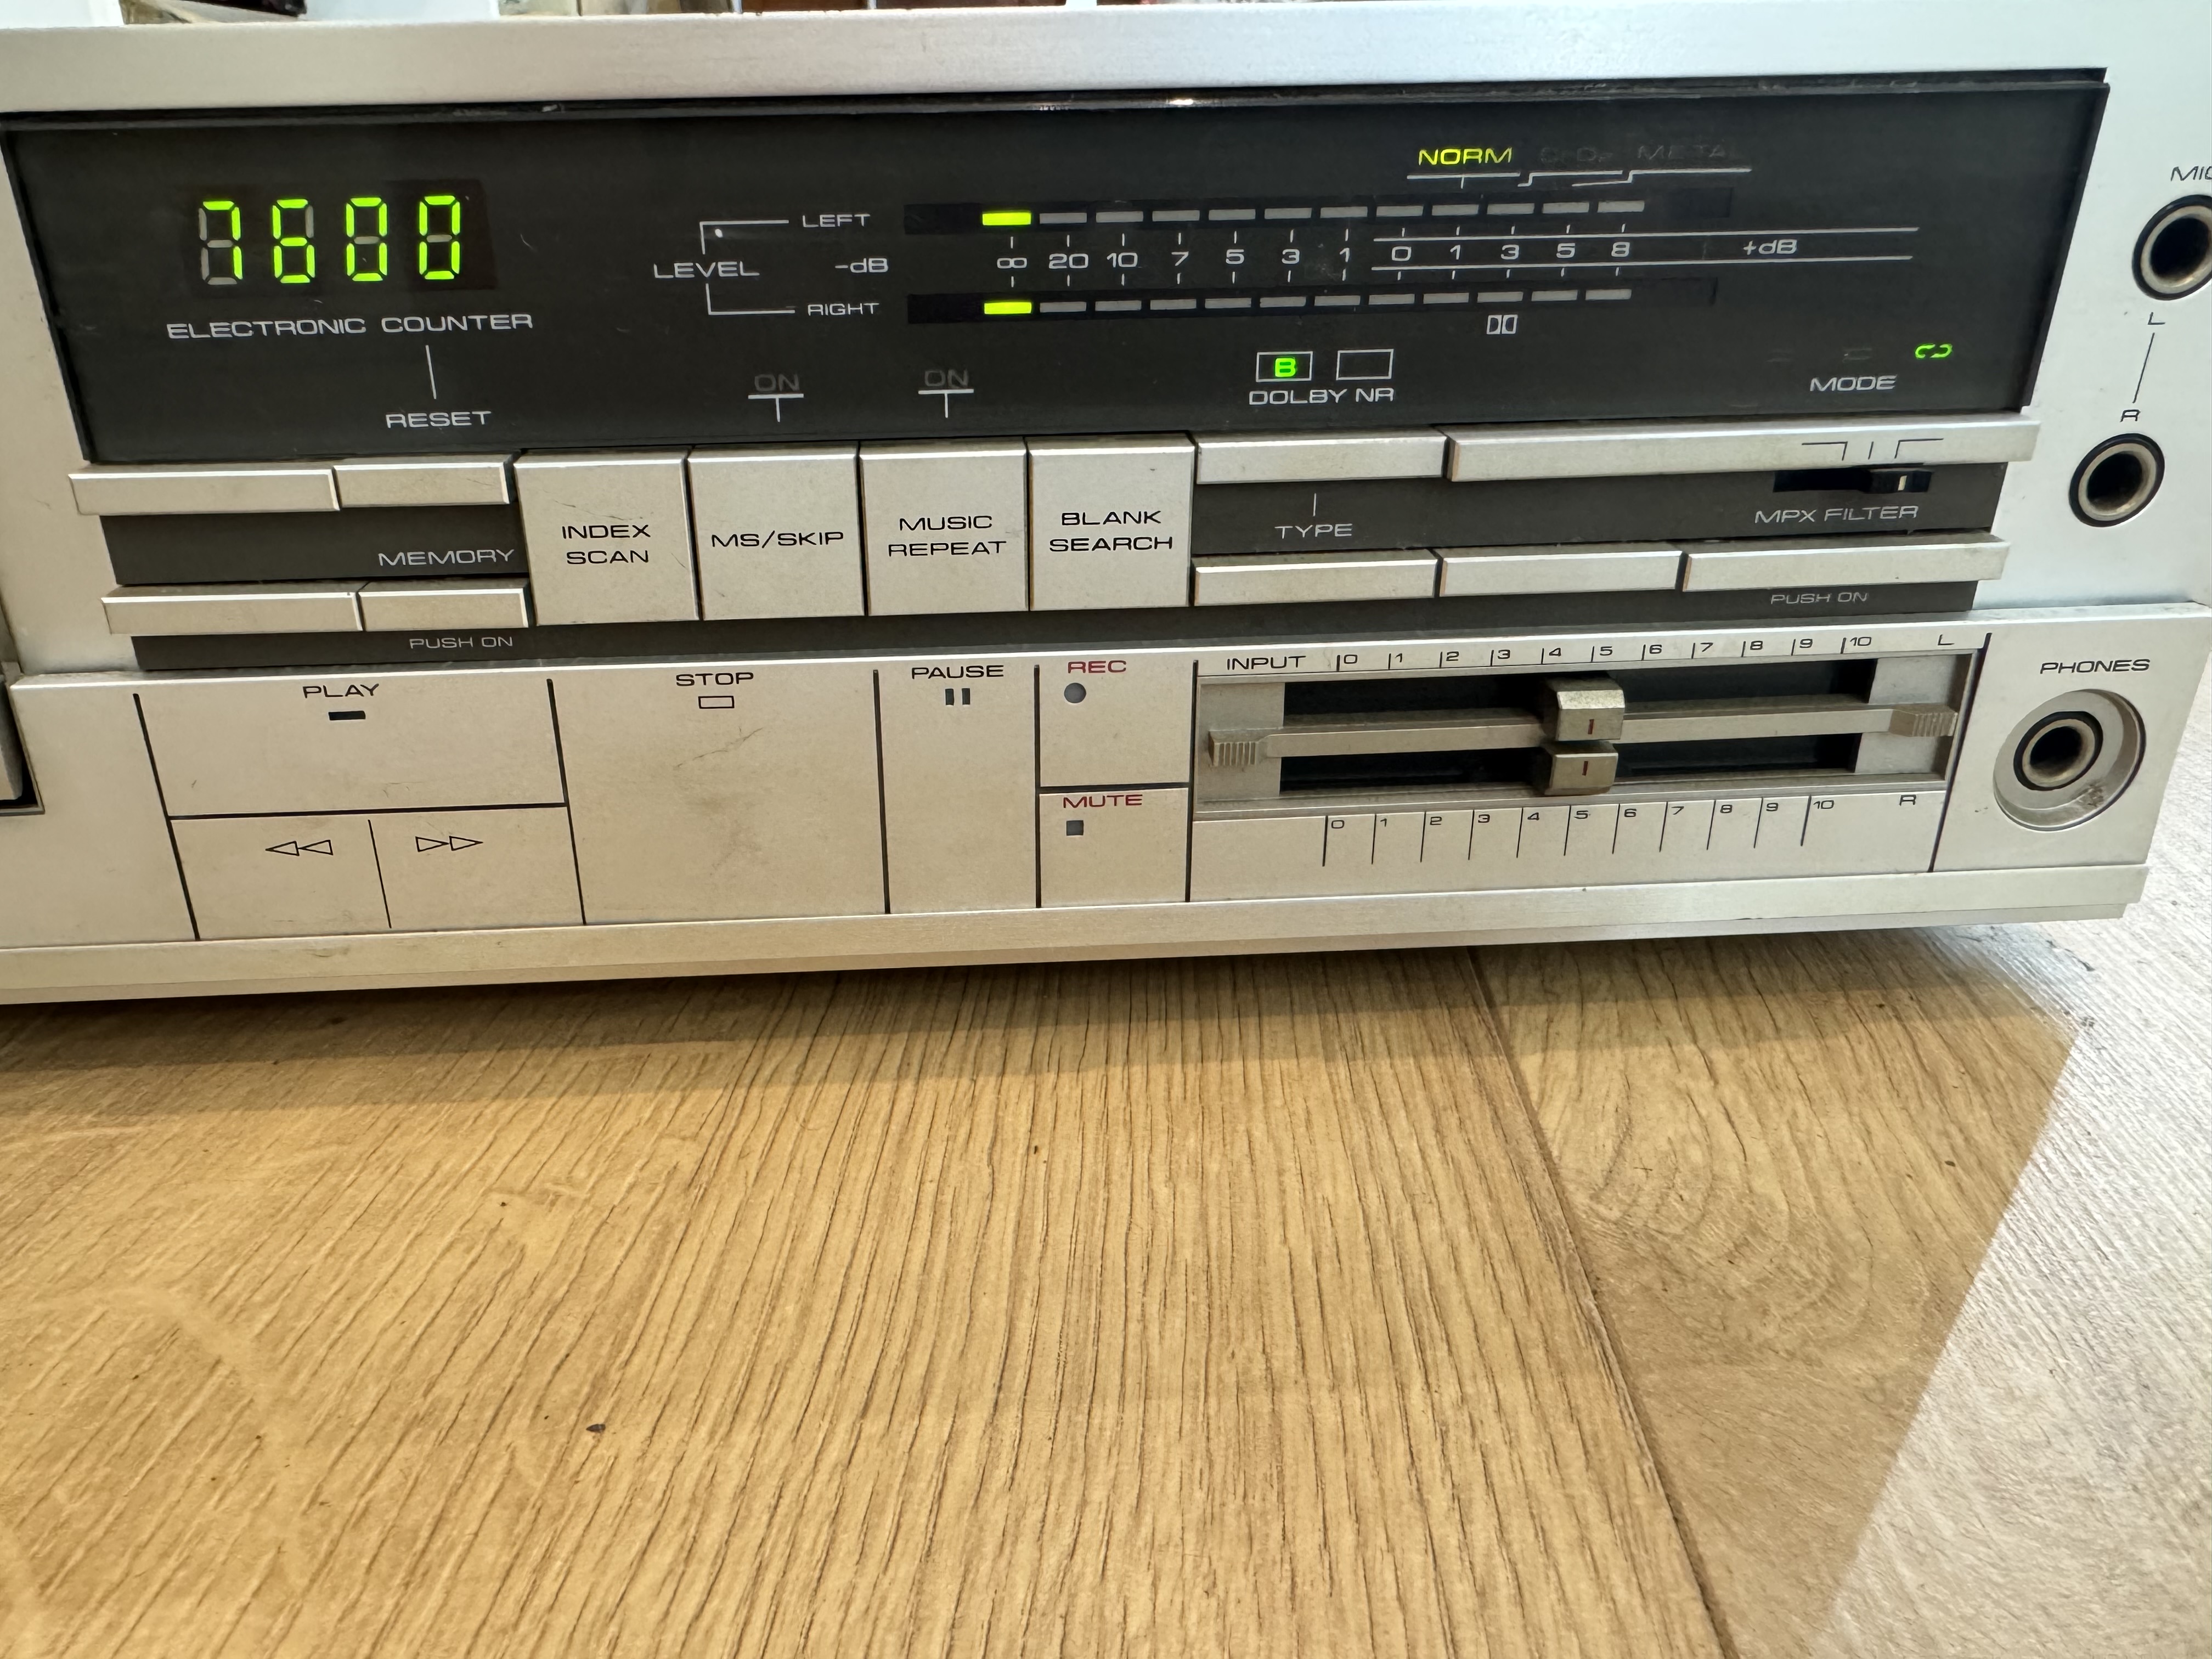 NORM METAL
7600
LEFT
LEVEL -dB ∞ 20 10 7 5 3 1 0 1 3 5 8 +dB
RIGHT
ELECTRONIC COUNTER
RESET
ON ON
B
DOLBY NR
MODE
L
R
INDEX
SCAN
MS/SKIP
MUSIC
REPEAT
BLANK
SEARCH
TYPE
MPX FILTER
MEMORY
PUSH ON
PUSH ON
PLAY
STOP
PAUSE
REC
MUTE
INPUT 0 1 2 3 4 5 6 7 8 9 10 L
0 1 2 3 4 5 6 7 8 9 10 R
PHONES